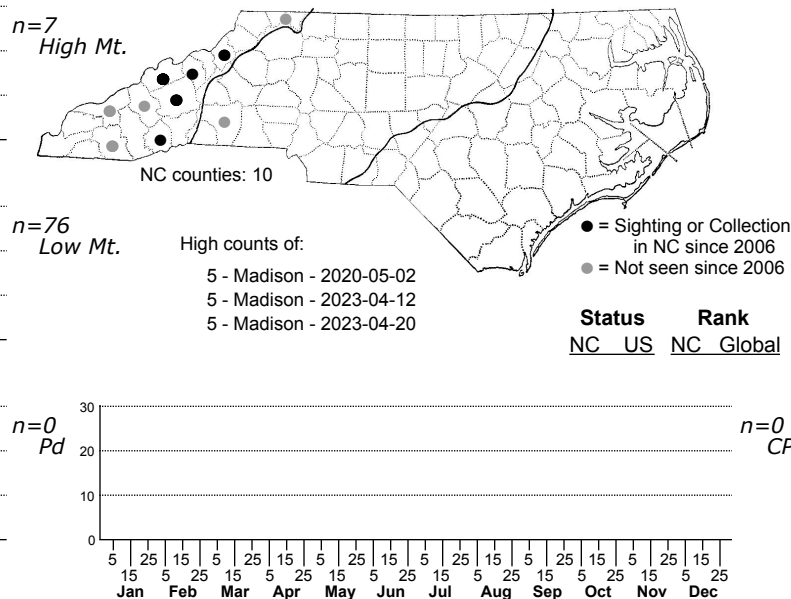 n=7
High Mt.
NC counties: 10
n=76
Low Mt.
High counts of:
5 - Madison - 2020-05-02
5 - Madison - 2023-04-12
5 - Madison - 2023-04-20
● = Sighting or Collection
in NC since 2006
● = Not seen since 2006
Status Rank
NC US NC Global
n=0
Pd
30
20
10
0
n=0
CP
5 25 15 5 25 15 5 25 15 5 25 15 5 25 15 5 25 15
15 5 25 15 5 25 15 5 25 15 5 25 15 5 25 15 5 25
Jan Feb Mar Apr May Jun Jul Aug Sep Oct Nov Dec